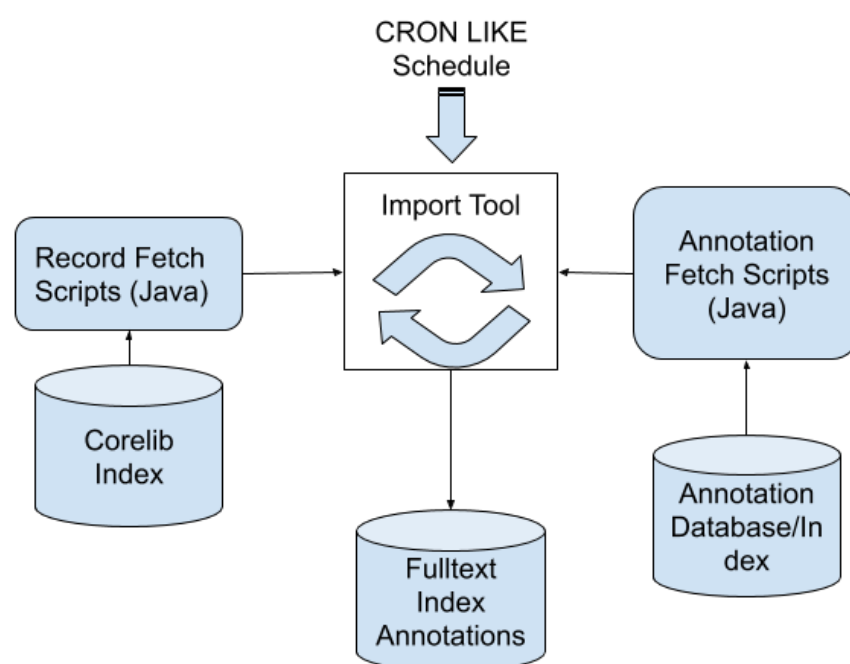 CRON LIKE
Schedule
Import Tool
Record Fetch
Scripts (Java)
Annotation
Fetch Scripts
(Java)
Corelib
Index
Annotation
Database/In
dex
Fulltext
Index
Annotations